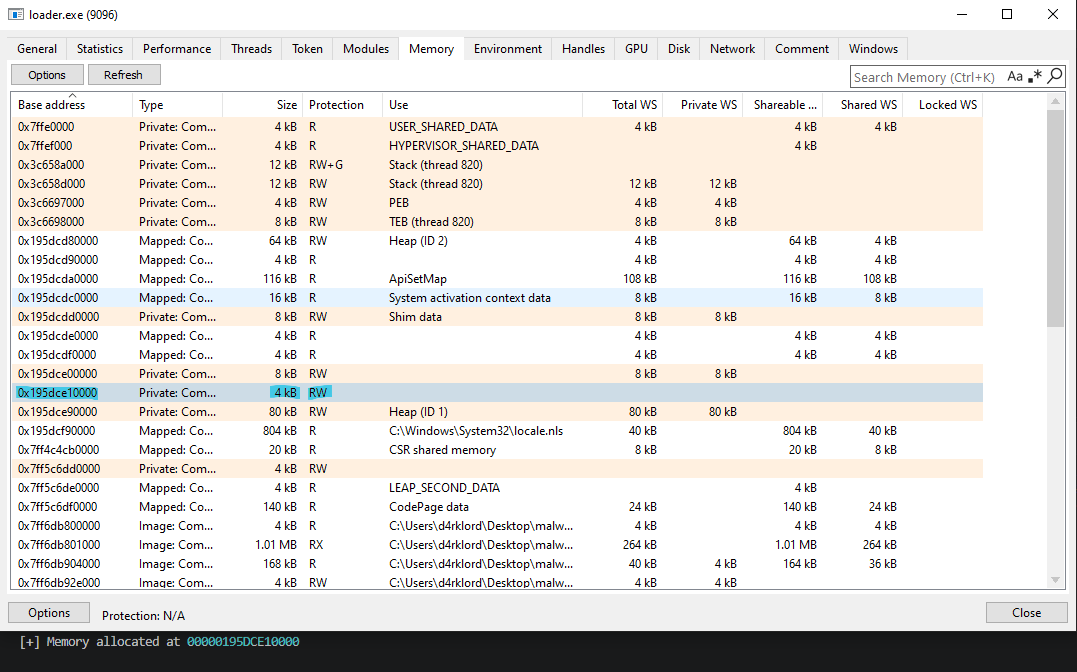 loader.exe (9096)
General Statistics Performance Threads Token Modules Memory Environment Handles GPU Disk Network Comment Windows
Options Refresh Search Memory (Ctrl+K) Aa .*
Base address Type Size Protection Use Total WS Private WS Shareable ... Shared WS Locked WS
0x7ffe0000 Private: Com... 4 kB R USER_SHARED_DATA 4 kB 4 kB 4 kB
0x7ffef000 Private: Com... 4 kB R HYPERVISOR_SHARED_DATA 4 kB
0x3c658a000 Private: Com... 12 kB RW+G Stack (thread 820)
0x3c658d000 Private: Com... 12 kB RW Stack (thread 820) 12 kB 12 kB
0x3c6697000 Private: Com... 4 kB RW PEB 4 kB 4 kB
0x3c6698000 Private: Com... 8 kB RW TEB (thread 820) 8 kB 8 kB
0x195dcd80000 Mapped: Co... 64 kB RW Heap (ID 2) 4 kB 64 kB 4 kB
0x195dcd90000 Mapped: Co... 4 kB R 4 kB 4 kB 4 kB
0x195dcda0000 Mapped: Co... 116 kB R ApiSetMap 108 kB 116 kB 108 kB
0x195dcdc0000 Mapped: Co... 16 kB R System activation context data 8 kB 16 kB 8 kB
0x195dcdd0000 Private: Com... 8 kB RW Shim data 8 kB 8 kB
0x195dcde0000 Mapped: Co... 4 kB R 4 kB 4 kB 4 kB
0x195dcdf0000 Mapped: Co... 4 kB R 4 kB 4 kB 4 kB
0x195dce00000 Private: Com... 8 kB RW 8 kB 8 kB
0x195dce10000 Private: Com... 4 kB RW
0x195dce90000 Private: Com... 80 kB RW Heap (ID 1) 80 kB 80 kB
0x195dcf90000 Mapped: Co... 804 kB R C:\Windows\System32\locale.nls 40 kB 804 kB 40 kB
0x7ff4c4cb0000 Mapped: Co... 20 kB R CSR shared memory 8 kB 20 kB 8 kB
0x7ff5c6dd0000 Private: Com... 4 kB RW
0x7ff5c6de0000 Mapped: Co... 4 kB R LEAP_SECOND_DATA 4 kB
0x7ff5c6df0000 Mapped: Co... 140 kB R CodePage data 24 kB 140 kB 24 kB
0x7ff6db800000 Image: Com... 4 kB R C:\Users\d4rklord\Desktop\malw... 4 kB 4 kB 4 kB
0x7ff6db801000 Image: Com... 1.01 MB RX C:\Users\d4rklord\Desktop\malw... 264 kB 1.01 MB 264 kB
0x7ff6db904000 Image: Com... 168 kB R C:\Users\d4rklord\Desktop\malw... 40 kB 4 kB 164 kB 36 kB
0x7ff6db92e000 Image: Com... 4 kB RW C:\Users\d4rklord\Desktop\malw... 4 kB 4 kB
Options Protection: N/A Close
[+] Memory allocated at 00000195DCE10000